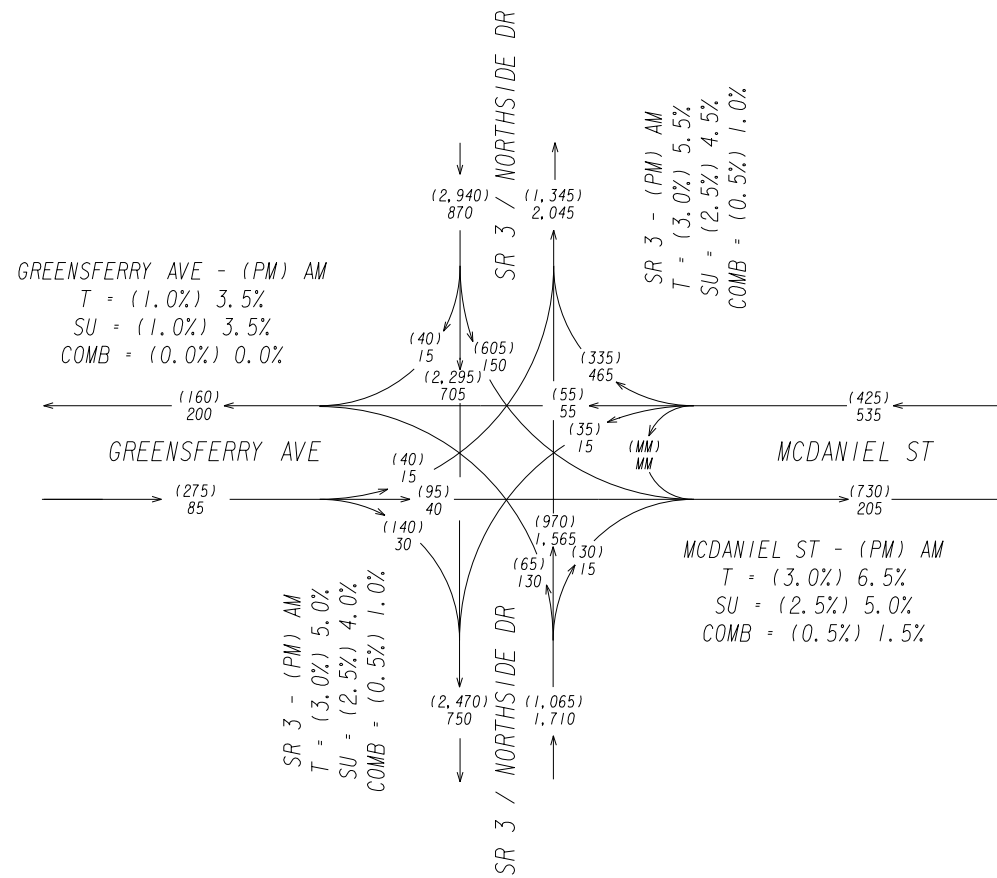 SR 3 / NORTHSIDE DR
SR 3 - (PM) AM
T = (3.0%) 5.5%
SU = (2.5%) 4.5%
COMB = (0.5%) 1.0%
(2,940)
870
(1,345)
2,045
GREENSFERRY AVE - (PM) AM
T = (1.0%) 3.5%
SU = (1.0%) 3.5%
COMB = (0.0%) 0.0%
(40)
15
(605)
150
(2,295)
705
(335)
465
(160)
200
(55)
55
(425)
535
(35)
15
(MM)
MM
GREENSFERRY AVE
MCDANIEL ST
(275)
85
(40)
15
(95)
40
(730)
205
(140)
30
(970)
1,565
(65)
130
(30)
15
MCDANIEL ST - (PM) AM
T = (3.0%) 6.5%
SU = (2.5%) 5.0%
COMB = (0.5%) 1.5%
SR 3 - (PM) AM
T = (3.0%) 5.0%
SU = (2.5%) 4.0%
COMB = (0.5%) 1.0%
(2,470)
750
(1,065)
1,710
SR 3 / NORTHSIDE DR